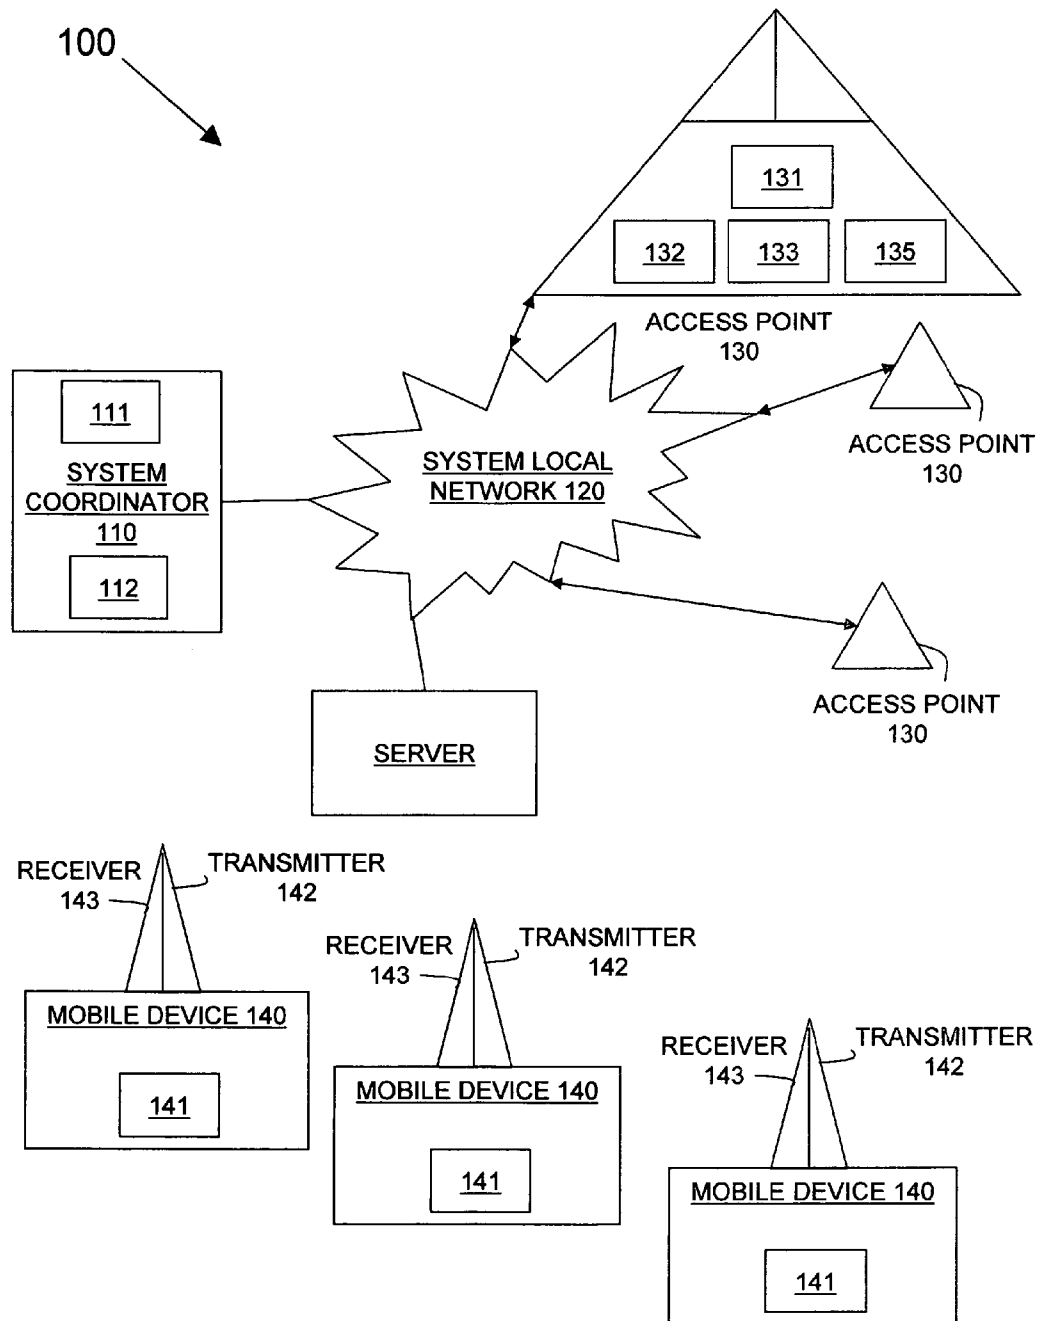 100
131
132
133
135
ACCESS POINT
130
111
SYSTEM
COORDINATOR
110
112
SYSTEM LOCAL
NETWORK 120
ACCESS POINT
130
ACCESS POINT
130
SERVER
RECEIVER
143
TRANSMITTER
142
MOBILE DEVICE 140
141
RECEIVER
143
TRANSMITTER
142
MOBILE DEVICE 140
141
RECEIVER
143
TRANSMITTER
142
MOBILE DEVICE 140
141